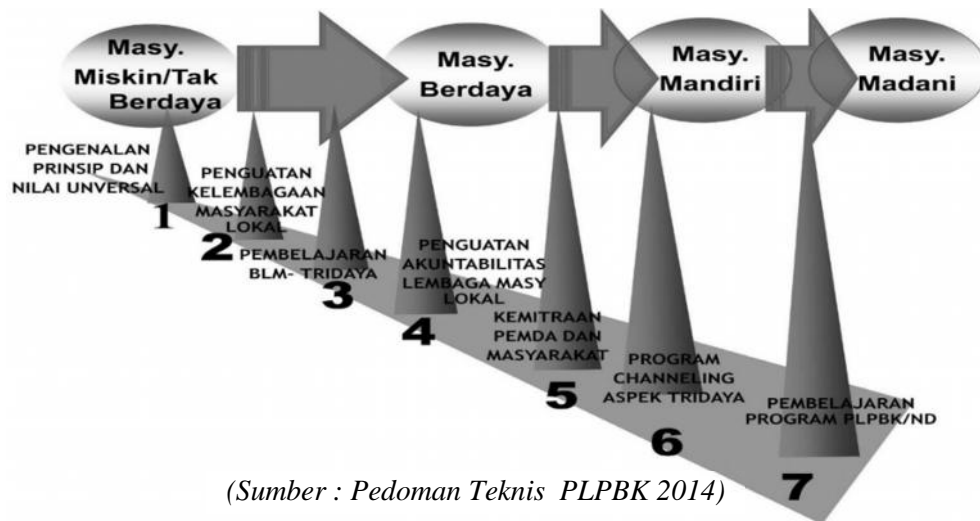 Masy.
Miskin/Tak
Berdaya
Masy.
Berdaya
Masy.
Mandiri
Masy.
Madani
PENGENALAN
PRINSIP DAN
NILAI UNVERSAL
1
PENGUATAN
KELEMBAGAAN
MASYARAKAT
LOKAL
2
PEMBELAJARAN
BLM- TRIDAYA
3
PENGUATAN
AKUNTABILITAS
LEMBAGA MASY
LOKAL
4
KEMITRAAN
PEMDA DAN
MASYARAKAT
5
PROGRAM
CHANNELING
ASPEK TRIDAYA
6
PEMBELAJARAN
PROGRAM PLPBK/ND
7
(Sumber : Pedoman Teknis PLPBK 2014)